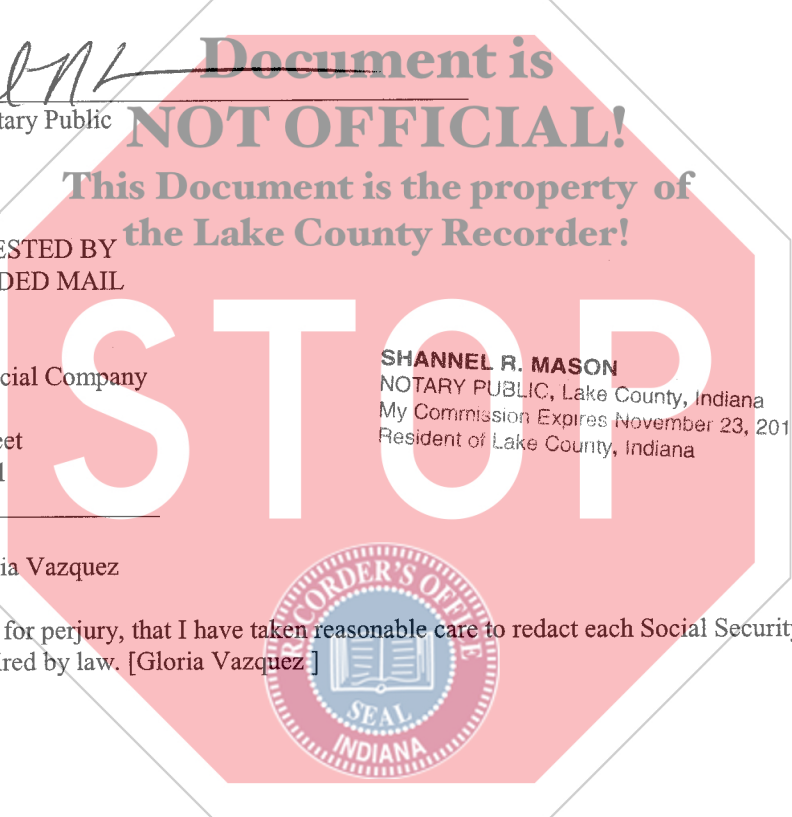 Document is
tary Public
NOT OFFICIAL!
This Document is the property of
the Lake County Recorder!
ESTED BY
DED MAIL
STOP
cial Company
SHANNEL R. MASON
NOTARY PUBLIC, Lake County, Indiana
My Commission Expires November 23, 201
Resident of Lake County, Indiana
eet
1
ia Vazquez
RECORDER'S OFFICE
for perjury, that I have taken reasonable care to redact each Social Security
ired by law. [Gloria Vazquez ]
SEAL
INDIANA